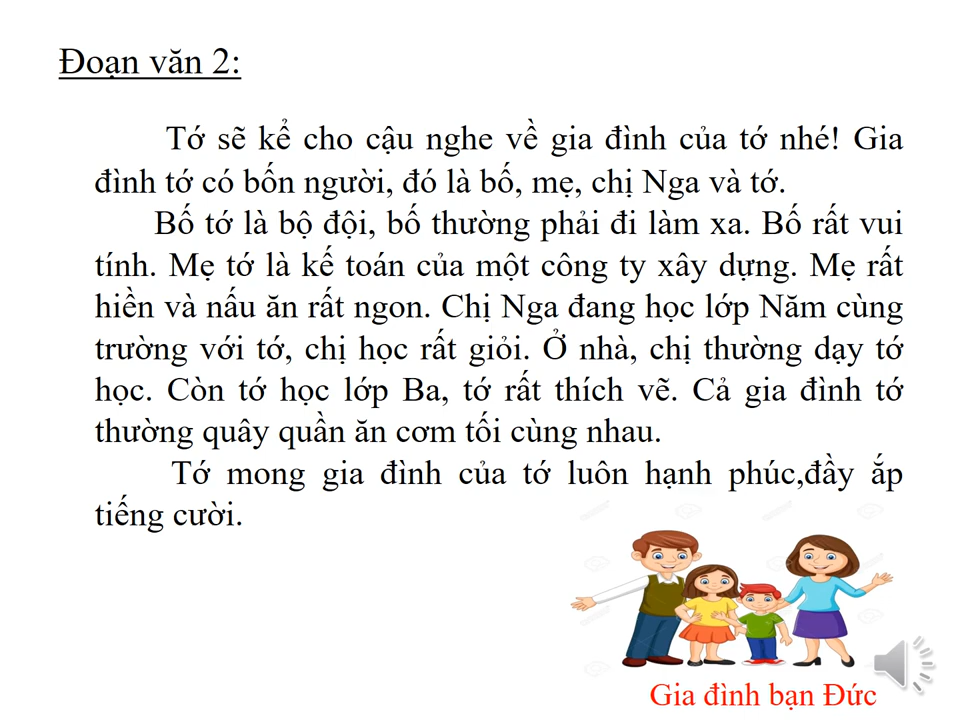 Đoạn văn 2:
Tớ sẽ kể cho cậu nghe về gia đình của tớ nhé! Gia
đình tớ có bốn người, đó là bố, mẹ, chị Nga và tớ.
Bố tớ là bộ đội, bố thường phải đi làm xa. Bố rất vui
tính. Mẹ tớ là kế toán của một công ty xây dựng. Mẹ rất
hiền và nấu ăn rất ngon. Chị Nga đang học lớp Năm cùng
trường với tớ, chị học rất giỏi. Ở nhà, chị thường dạy tớ
học. Còn tớ học lớp Ba, tớ rất thích vẽ. Cả gia đình tớ
thường quây quần ăn cơm tối cùng nhau.
Tớ mong gia đình của tớ luôn hạnh phúc,đầy ắp
tiếng cười.
Gia đình bạn Đức